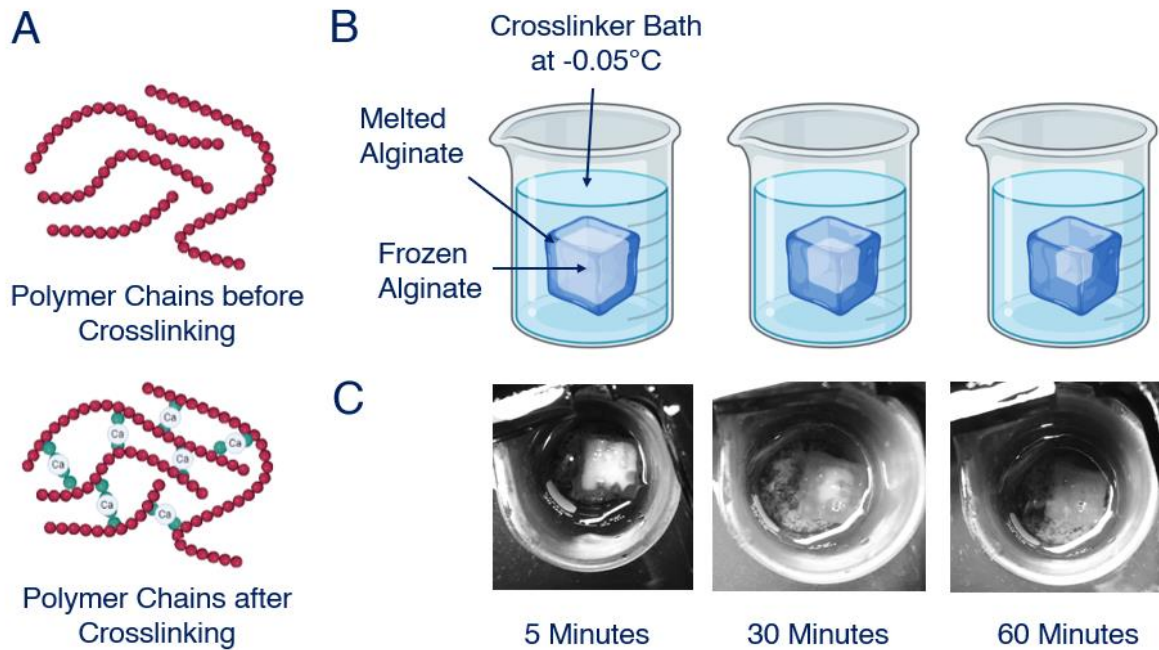 A
Polymer Chains before
Crosslinking
Ca
Ca
Ca
Ca
Ca
Ca
Ca
Polymer Chains after
Crosslinking
B
Crosslinker Bath
at -0.05°C
Melted
Alginate
Frozen
Alginate
C
5 Minutes
30 Minutes
60 Minutes